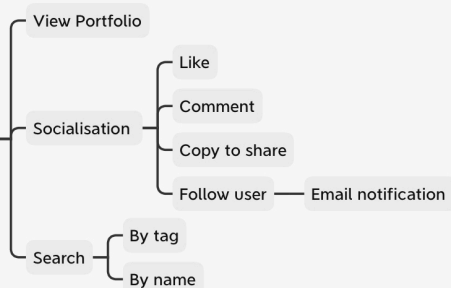 View Portfolio
Socialisation
Like
Comment
Copy to share
Follow user
Email notification
Search
By tag
By name